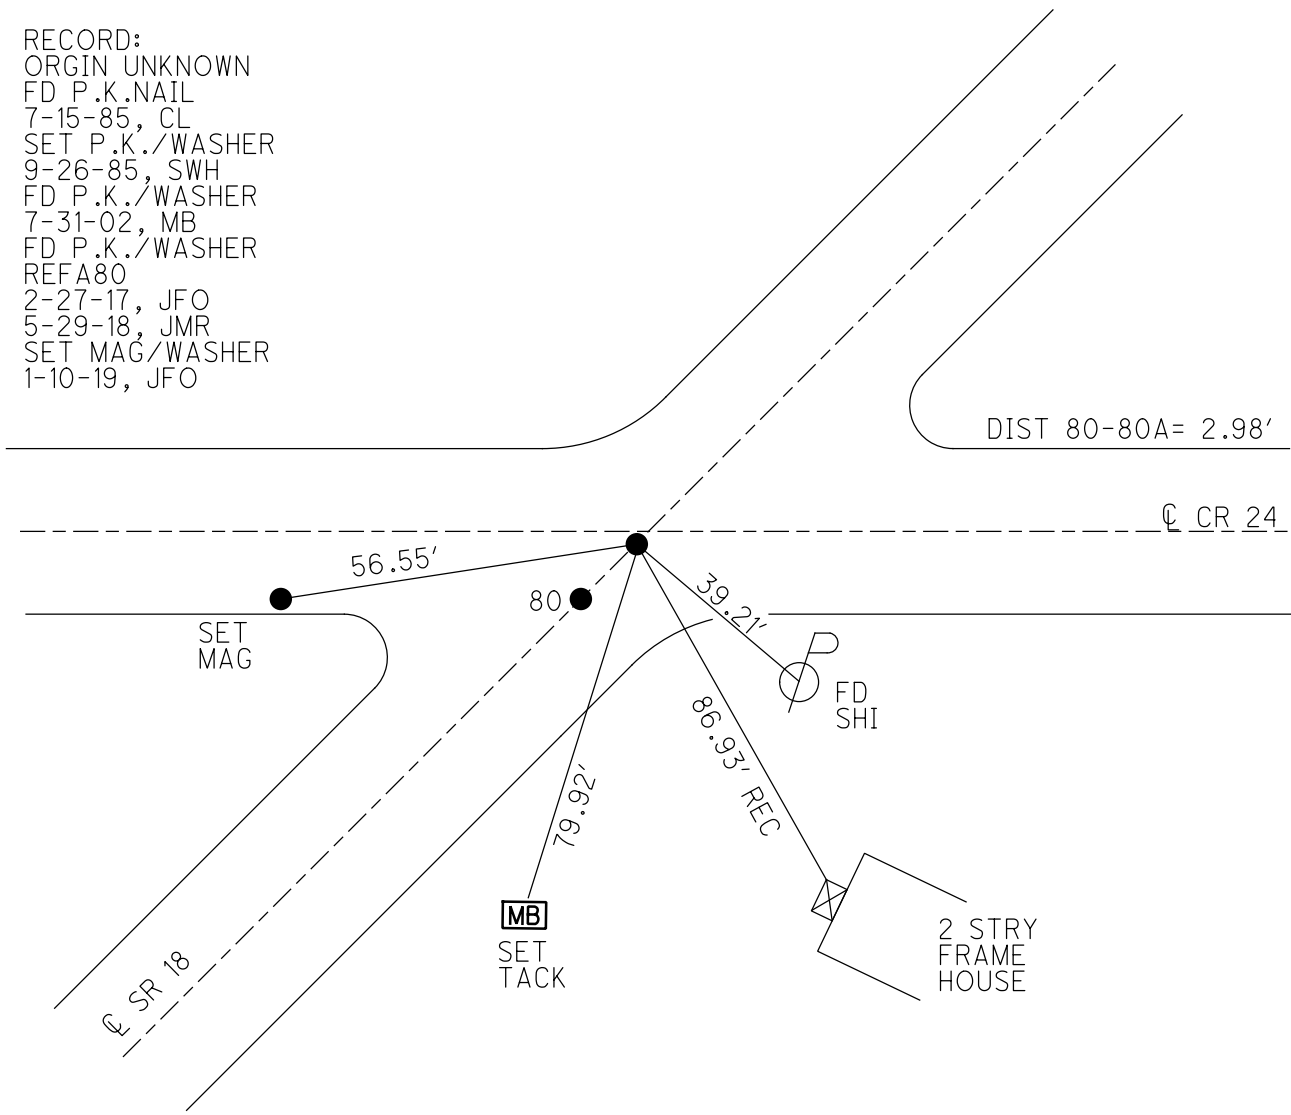 RECORD:
ORGIN UNKNOWN
FD P.K.NAIL
7-15-85, CL
SET P.K./WASHER
9-26-85, SWH
FD P.K./WASHER
7-31-02, MB
FD P.K./WASHER
REFA80
2-27-17, JFO
5-29-18, JMR
SET MAG/WASHER
1-10-19, JFO
DIST 80-80A= 2.98'
℄ CR 24
56.55'
39.21'
80
SET
MAG
FD
SHI
86.93' REC
79.92'
MB
SET
TACK
2 STRY
FRAME
HOUSE
℄ SR 18